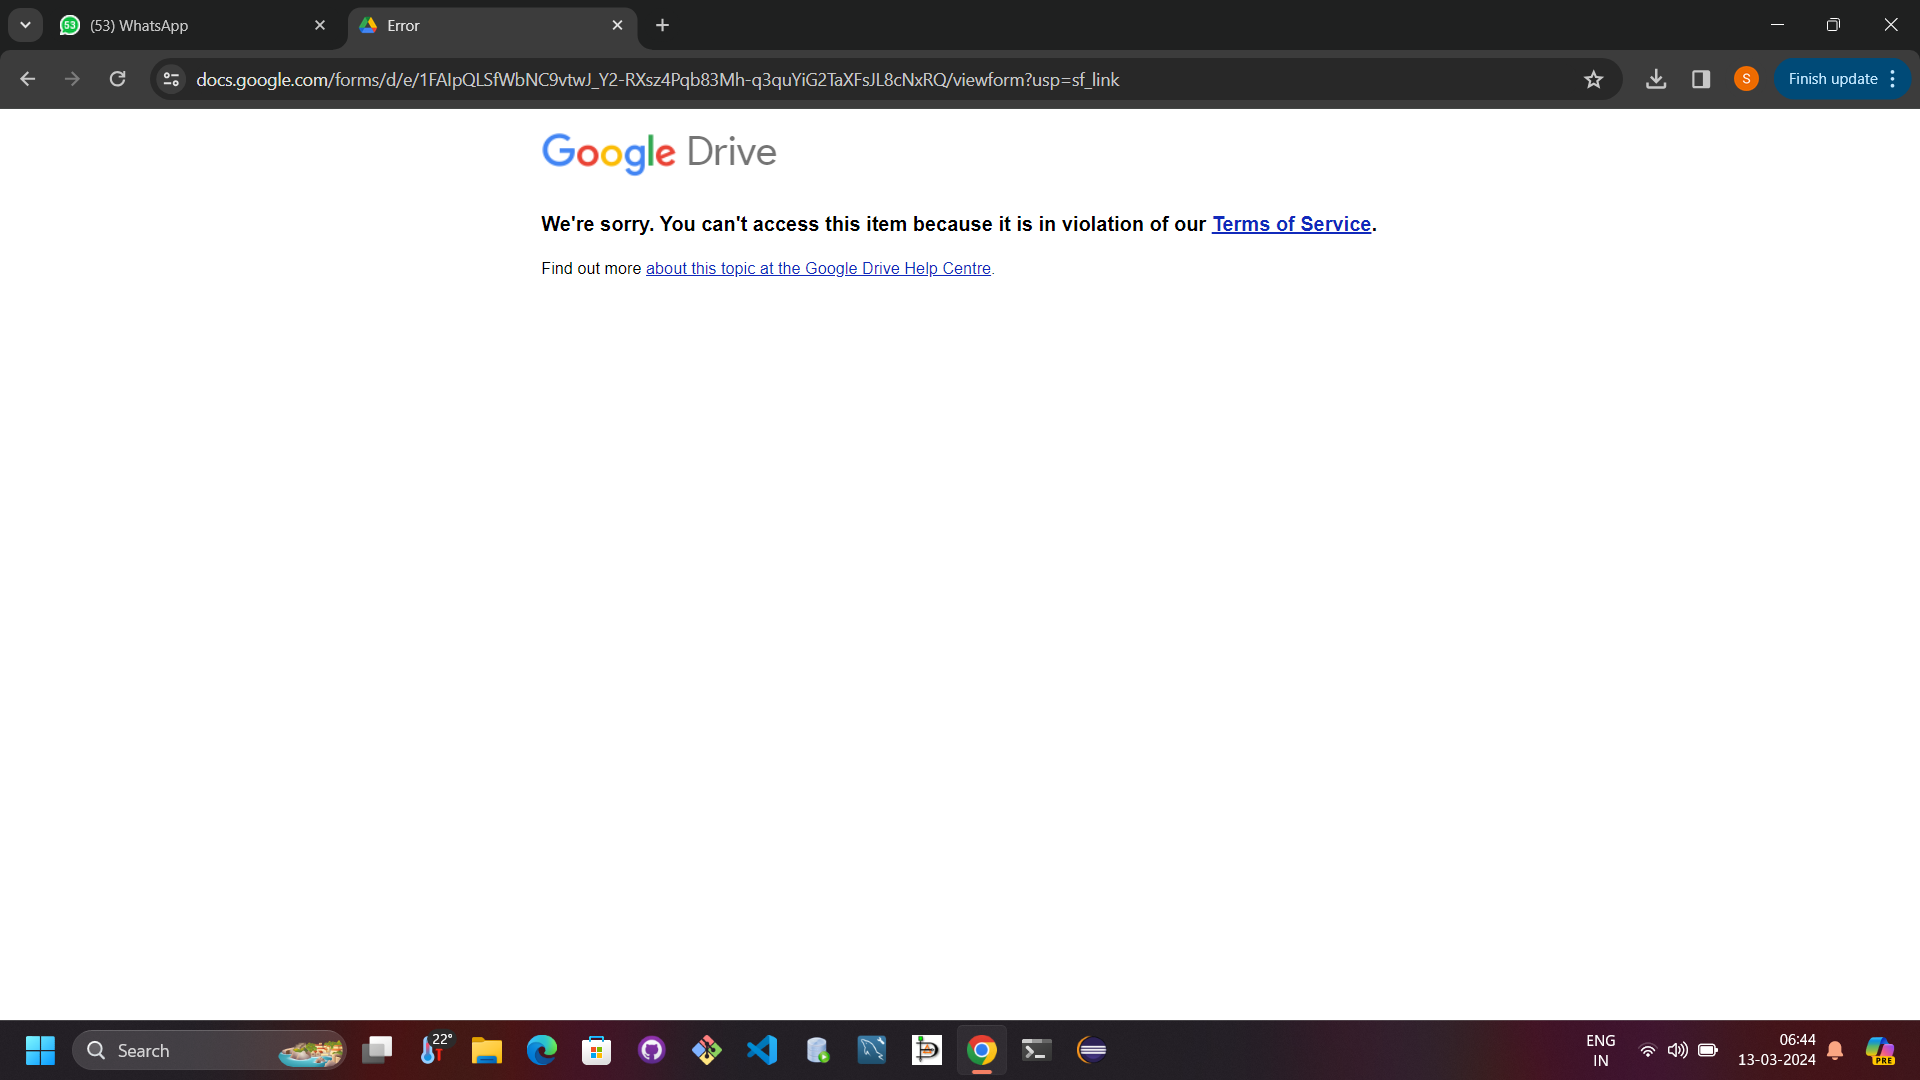 53
(53) WhatsApp
Error
docs.google.com/forms/d/e/1FAIpQLSfWbNC9vtwJ_Y2-RXsz4Pqb83Mh-q3quYiG2TaXFsJL8cNxRQ/viewform?usp=sf_link
S
Finish update
Google Drive
We're sorry. You can't access this item because it is in violation of our Terms of Service.
Find out more about this topic at the Google Drive Help Centre.
Search
22°
ENG
IN
06:44
13-03-2024
PRE